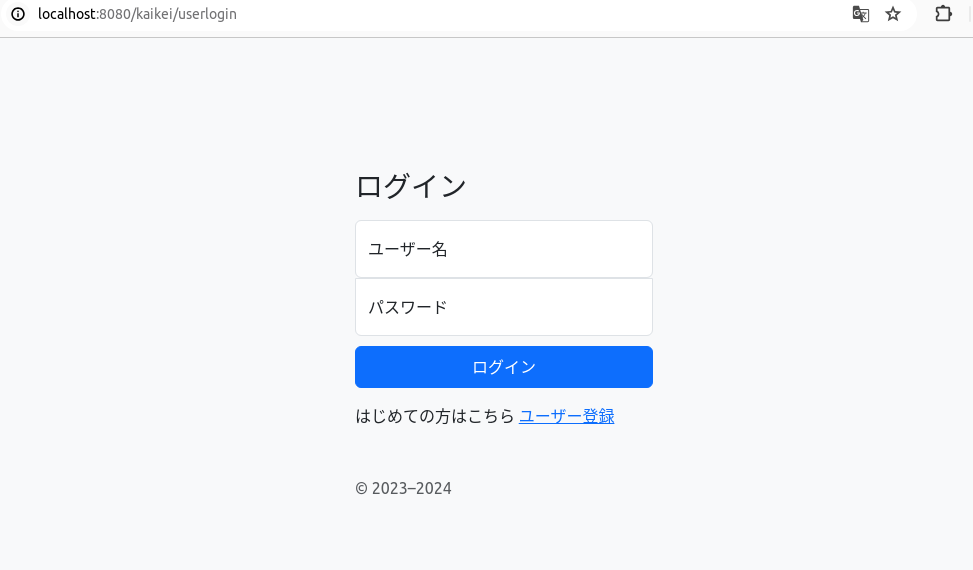 localhost:8080/kaikei/userlogin
ログイン
ユーザー名
パスワード
ログイン
はじめての方はこちら ユーザー登録
© 2023–2024